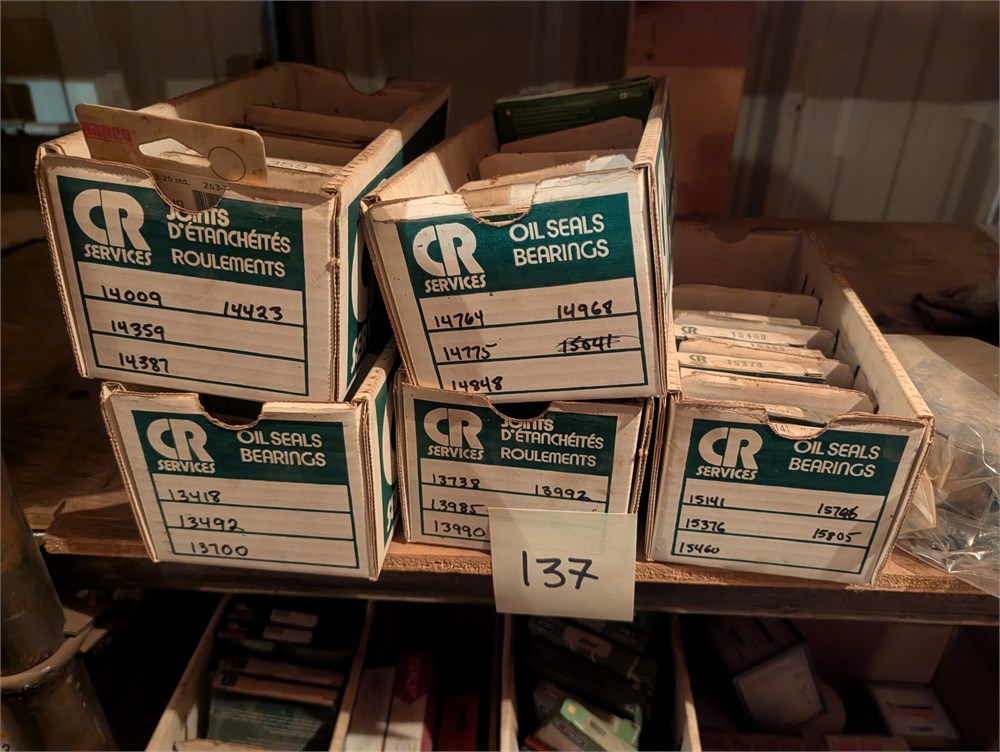 CR
SERVICES
JOINTS
D'ÉTANCHÉITÉS
ROULEMENTS
14009 14423
14359
14387
CR
SERVICES
OIL SEALS
BEARINGS
14764 14968
14775 15041
14848
CR
SERVICES
OIL SEALS
BEARINGS
13418
13492
13700
CR
SERVICES
JOINTS
D'ÉTANCHÉITÉS
ROULEMENTS
13738 13992
13985
13990
CR
15376
CR
SERVICES
OIL SEALS
BEARINGS
15141
15376 15805
15460
137